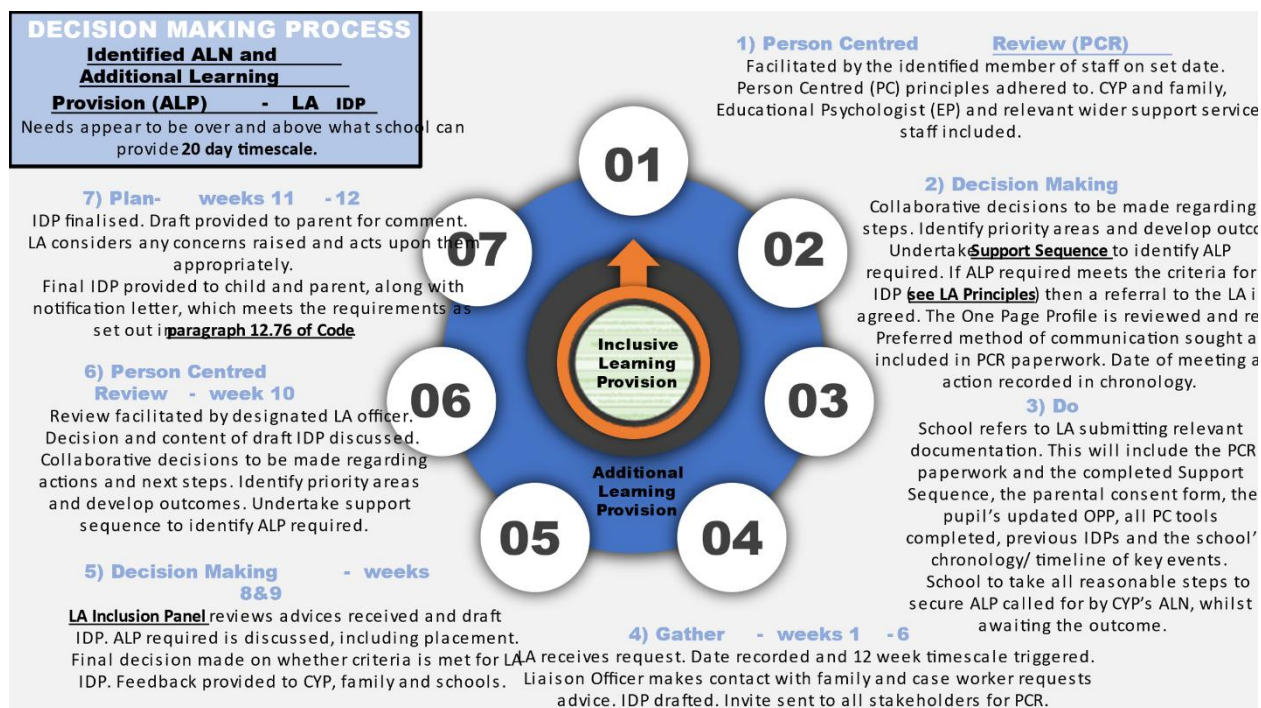 DECISION MAKING PROCESS
Identified ALN and
Additional Learning
Provision (ALP) - LA IDP
Needs appear to be over and above what school can
provide 20 day timescale.
1) Person Centred Review (PCR)
Facilitated by the identified member of staff on set date.
Person Centred (PC) principles adhered to. CYP and family,
Educational Psychologist (EP) and relevant wider support service
staff included.
2) Decision Making
Collaborative decisions to be made regarding
steps. Identify priority areas and develop outco
Undertake Support Sequence to identify ALP
required. If ALP required meets the criteria for
IDP (see LA Principles) then a referral to the LA i
agreed. The One Page Profile is reviewed and re
Preferred method of communication sought a
included in PCR paperwork. Date of meeting a
action recorded in chronology.
3) Do
School refers to LA submitting relevant
documentation. This will include the PCR
paperwork and the completed Support
Sequence, the parental consent form, the
pupil's updated OPP, all PC tools
completed, previous IDPs and the school'
chronology/ timeline of key events.
School to take all reasonable steps to
secure ALP called for by CYP's ALN, whilst
awaiting the outcome.
4) Gather - weeks 1 - 6
LA receives request. Date recorded and 12 week timescale triggered.
Liaison Officer makes contact with family and case worker requests
advice. IDP drafted. Invite sent to all stakeholders for PCR.
5) Decision Making - weeks
8&9
LA Inclusion Panel reviews advices received and draft
IDP. ALP required is discussed, including placement.
Final decision made on whether criteria is met for LA
IDP. Feedback provided to CYP, family and schools.
6) Person Centred
Review - week 10
Review facilitated by designated LA officer.
Decision and content of draft IDP discussed.
Collaborative decisions to be made regarding
actions and next steps. Identify priority areas
and develop outcomes. Undertake support
sequence to identify ALP required.
7) Plan- weeks 11 -12
IDP finalised. Draft provided to parent for comment.
LA considers any concerns raised and acts upon them
appropriately.
Final IDP provided to child and parent, along with
notification letter, which meets the requirements as
set out in paragraph 12.76 of Code
01
02
03
04
05
06
07
Inclusive
Learning
Provision
Additional
Learning
Provision